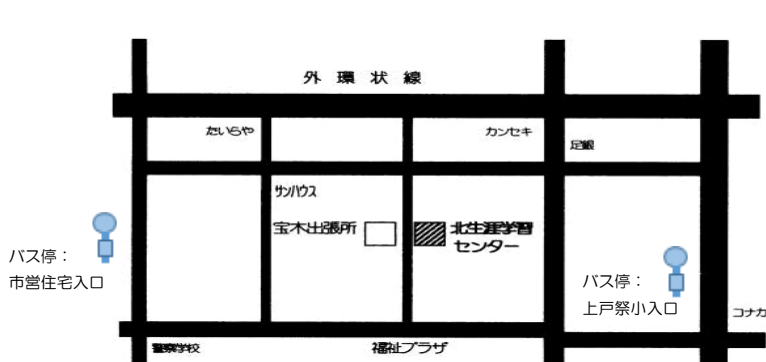 外環状線
たいらや
カンセキ
足銀
サンハウス
宝木出張所
北生涯学習
センター
バス停：
市営住宅入口
バス停：
上戸祭小入口
コナカ
警察学校
福祉プラザ